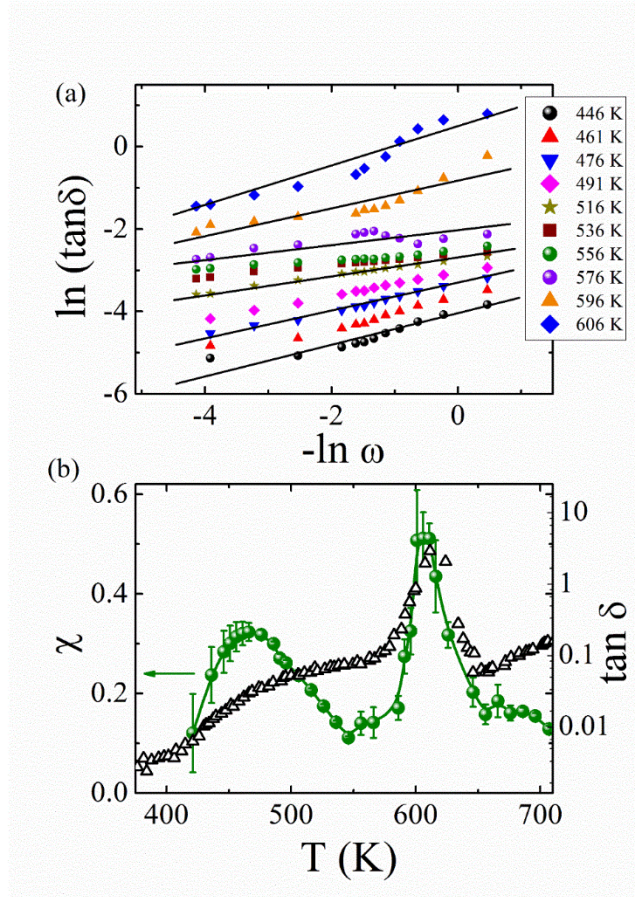 (a)
ln (tanδ)
0
-2
-4
-6
-4
-2
0
-ln ω
446 K
461 K
476 K
491 K
516 K
536 K
556 K
576 K
596 K
606 K
(b)
χ
0.6
0.4
0.2
0.0
400
500
600
700
T (K)
10
1
0.1
0.01
tan δ